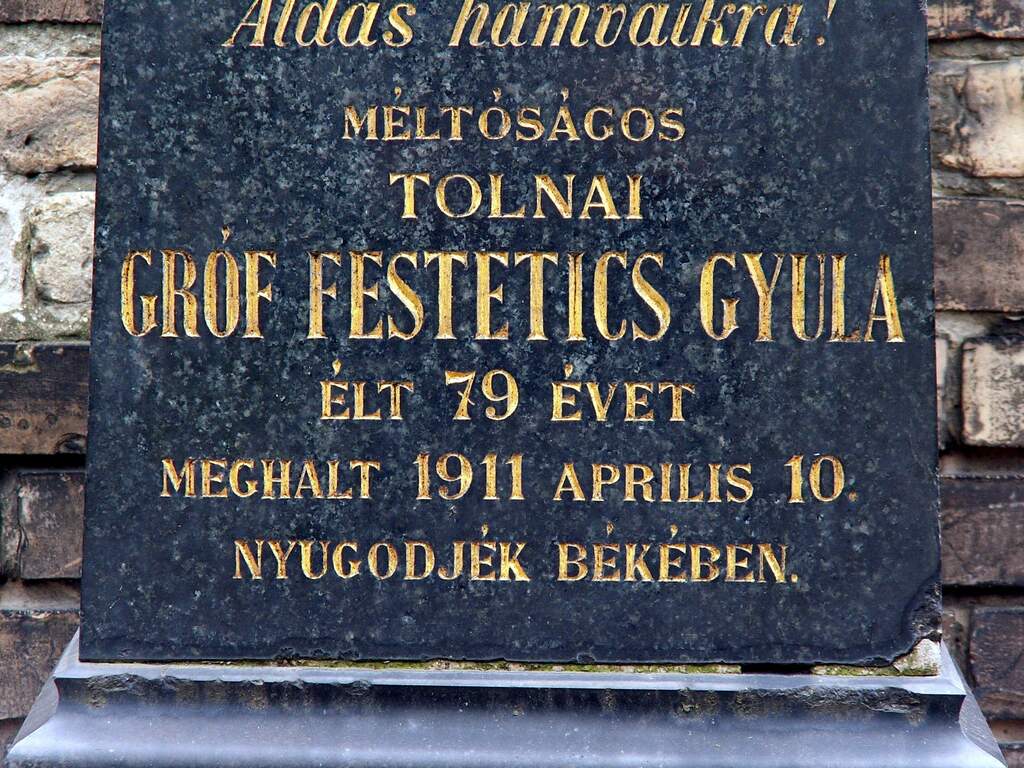 Áldás hamvaikra!
MÉLTÓSÁGOS
TOLNAI
GRÓF FESTETICS GYULA
ÉLT 79 ÉVET
MEGHALT 1911 APRILIS 10.
NYUGODJÉK BÉKÉBEN.